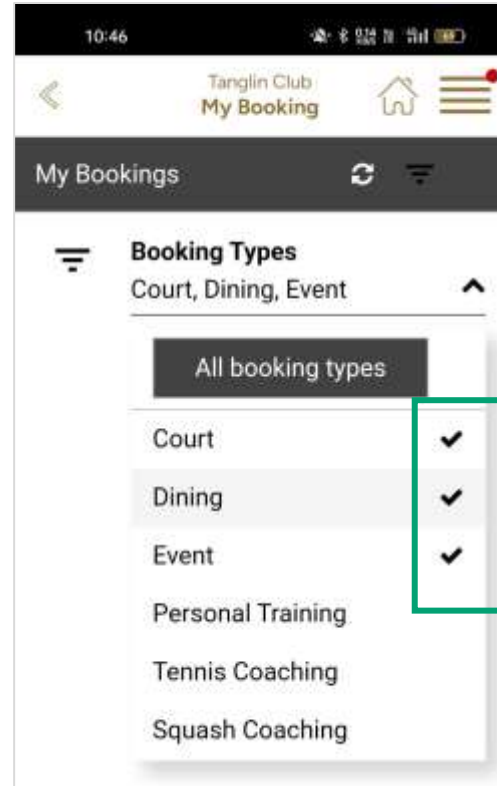 10:46
Tanglin Club
My Booking
My Bookings
Booking Types
Court, Dining, Event
All booking types
Court
Dining
Event
Personal Training
Tennis Coaching
Squash Coaching